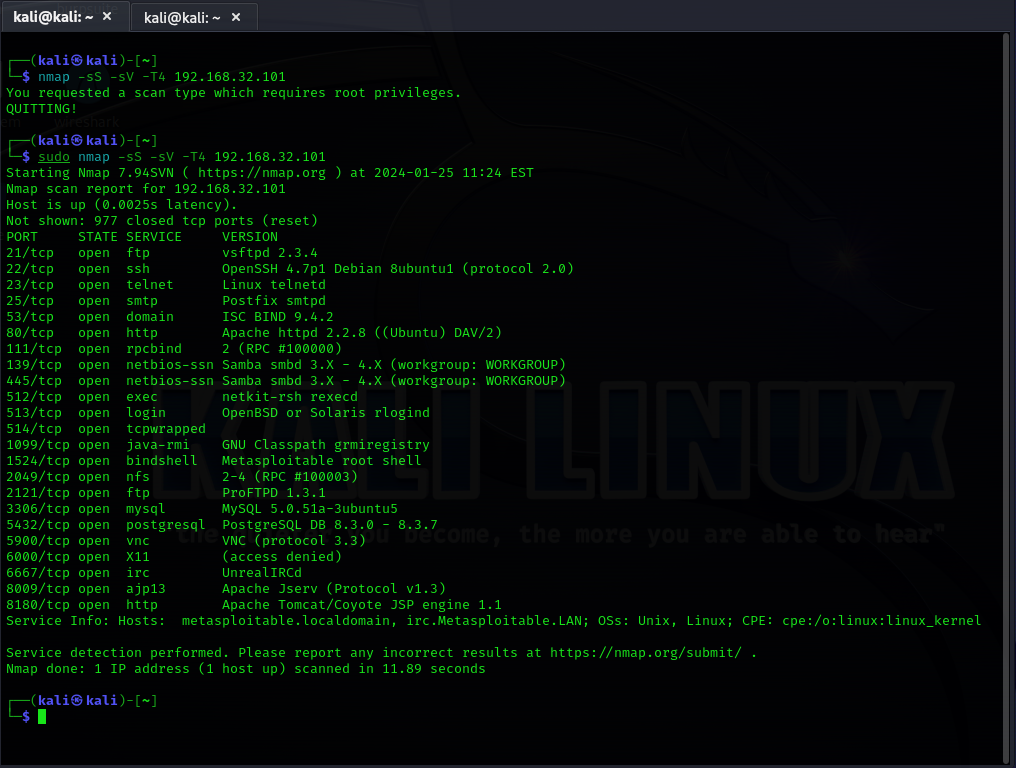 kali@kali: ~ × kali@kali: ~ ×
┌──(kali㉿kali)-[~]
└─$ nmap -sS -sV -T4 192.168.32.101
You requested a scan type which requires root privileges.
QUITTING!
┌──(kali㉿kali)-[~]
└─$ sudo nmap -sS -sV -T4 192.168.32.101
Starting Nmap 7.94SVN ( https://nmap.org ) at 2024-01-25 11:24 EST
Nmap scan report for 192.168.32.101
Host is up (0.0025s latency).
Not shown: 977 closed tcp ports (reset)
PORT     STATE SERVICE     VERSION
21/tcp   open  ftp         vsftpd 2.3.4
22/tcp   open  ssh         OpenSSH 4.7p1 Debian 8ubuntu1 (protocol 2.0)
23/tcp   open  telnet      Linux telnetd
25/tcp   open  smtp        Postfix smtpd
53/tcp   open  domain      ISC BIND 9.4.2
80/tcp   open  http        Apache httpd 2.2.8 ((Ubuntu) DAV/2)
111/tcp  open  rpcbind     2 (RPC #100000)
139/tcp  open  netbios-ssn Samba smbd 3.X - 4.X (workgroup: WORKGROUP)
445/tcp  open  netbios-ssn Samba smbd 3.X - 4.X (workgroup: WORKGROUP)
512/tcp  open  exec        netkit-rsh rexecd
513/tcp  open  login       OpenBSD or Solaris rlogind
514/tcp  open  tcpwrapped
1099/tcp open  java-rmi    GNU Classpath grmiregistry
1524/tcp open  bindshell   Metasploitable root shell
2049/tcp open  nfs         2-4 (RPC #100003)
2121/tcp open  ftp         ProFTPD 1.3.1
3306/tcp open  mysql       MySQL 5.0.51a-3ubuntu5
5432/tcp open  postgresql  PostgreSQL DB 8.3.0 - 8.3.7
5900/tcp open  vnc         VNC (protocol 3.3)
6000/tcp open  X11         (access denied)
6667/tcp open  irc         UnrealIRCd
8009/tcp open  ajp13       Apache Jserv (Protocol v1.3)
8180/tcp open  http        Apache Tomcat/Coyote JSP engine 1.1
Service Info: Hosts:  metasploitable.localdomain, irc.Metasploitable.LAN; OSs: Unix, Linux; CPE: cpe:/o:linux:linux_kernel
Service detection performed. Please report any incorrect results at https://nmap.org/submit/ .
Nmap done: 1 IP address (1 host up) scanned in 11.89 seconds
┌──(kali㉿kali)-[~]
└─$
KALI LINUX
become, the more you are able to hear"